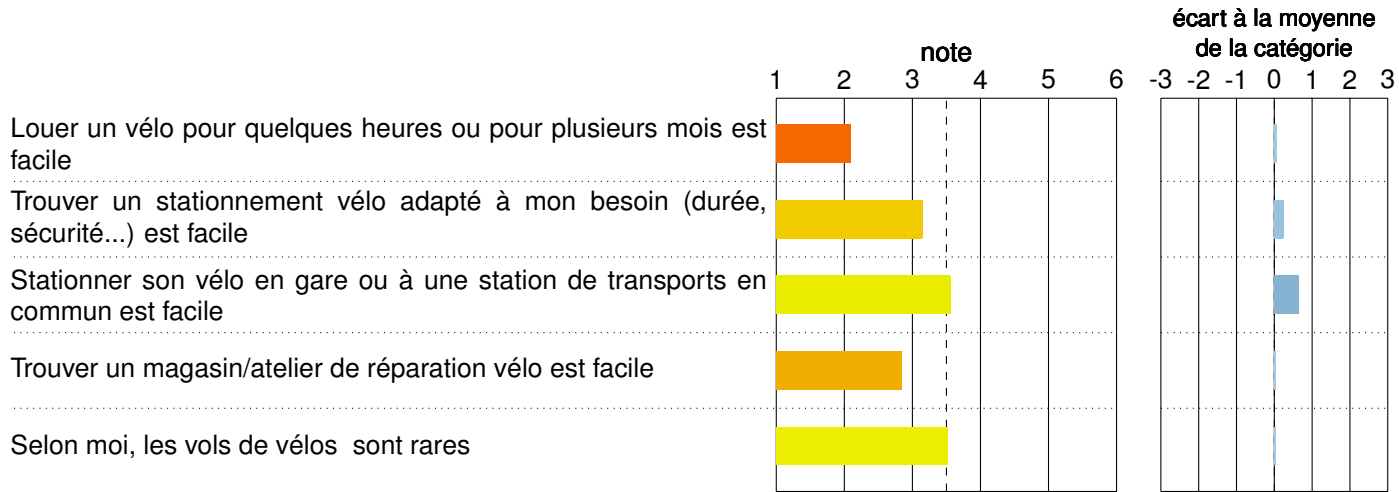 écart à la moyenne
note de la catégorie
1 2 3 4 5 6 -3 -2 -1 0 1 2 3
Louer un vélo pour quelques heures ou pour plusieurs mois est
facile
Trouver un stationnement vélo adapté à mon besoin (durée,
sécurité...) est facile
Stationner son vélo en gare ou à une station de transports en
commun est facile
Trouver un magasin/atelier de réparation vélo est facile
Selon moi, les vols de vélos sont rares